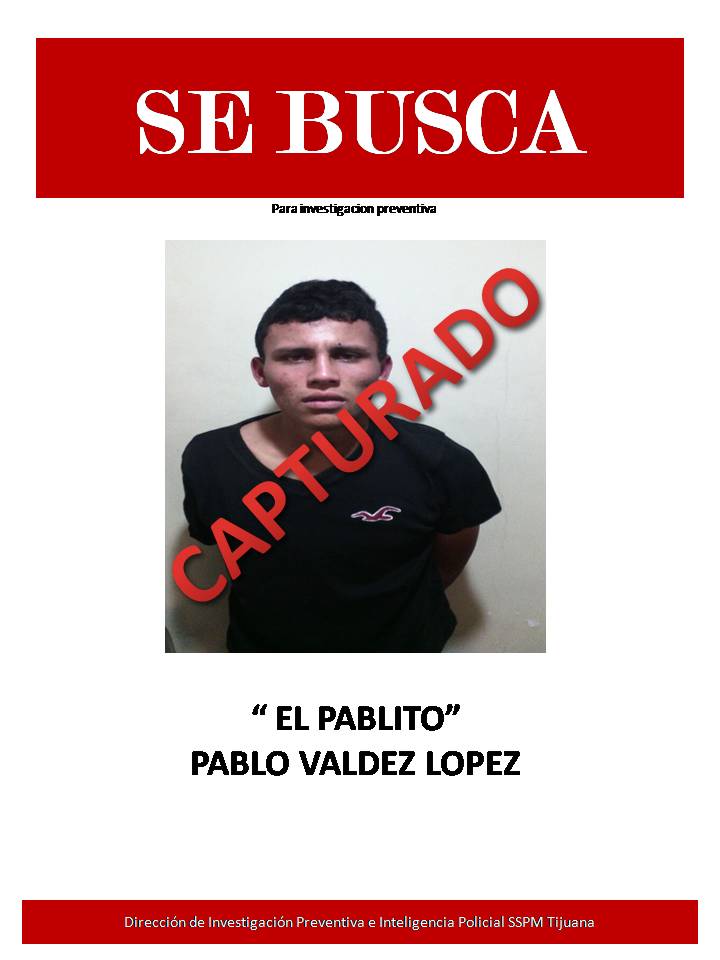 SE BUSCA
Para investigacion preventiva
CAPTURADO
“ EL PABLITO”
PABLO VALDEZ LOPEZ
Dirección de Investigación Preventiva e Inteligencia Policial SSPM Tijuana